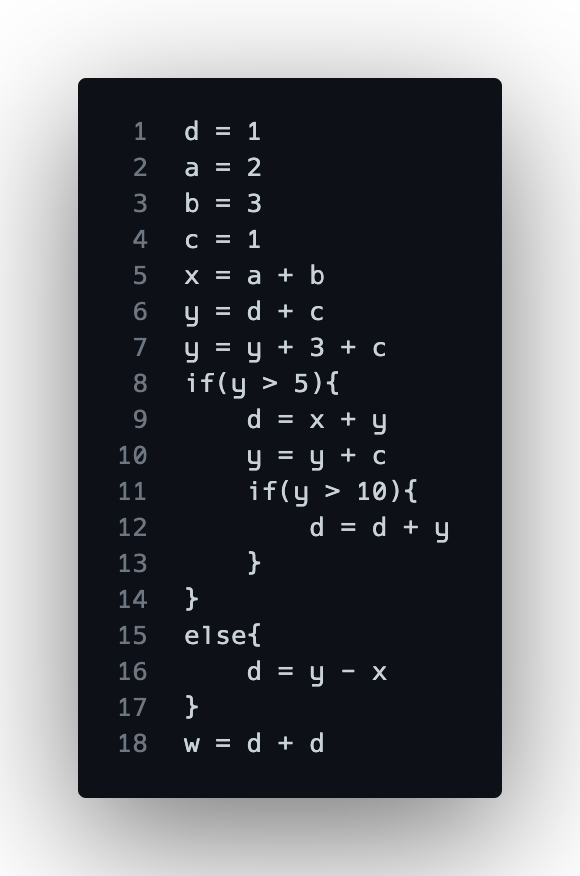 1 d = 1
2 a = 2
3 b = 3
4 c = 1
5 x = a + b
6 y = d + c
7 y = y + 3 + c
8 if(y > 5){
9     d = x + y
10     y = y + c
11     if(y > 10){
12         d = d + y
13     }
14 }
15 else{
16     d = y - x
17 }
18 w = d + d